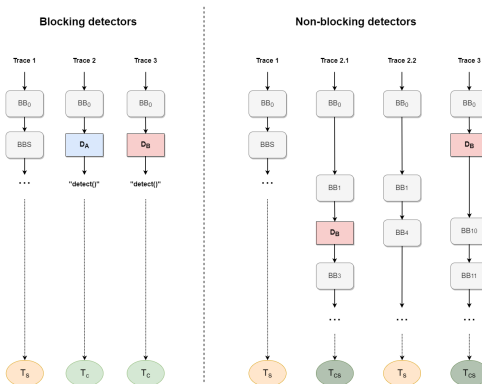 Blocking detectors
Trace 1 Trace 2 Trace 3
BB0 BB0 BB0
BBS DA DB
... "detect()" "detect()"
TS TC TC
Non-blocking detectors
Trace 1 Trace 2.1 Trace 2.2 Trace 3
BB0 BB0 BB0 BB0
BBS DB
... BB1 BB1
DB BB4 BB10
BB3 BB11
... ... ...
TS TCS TS TCS